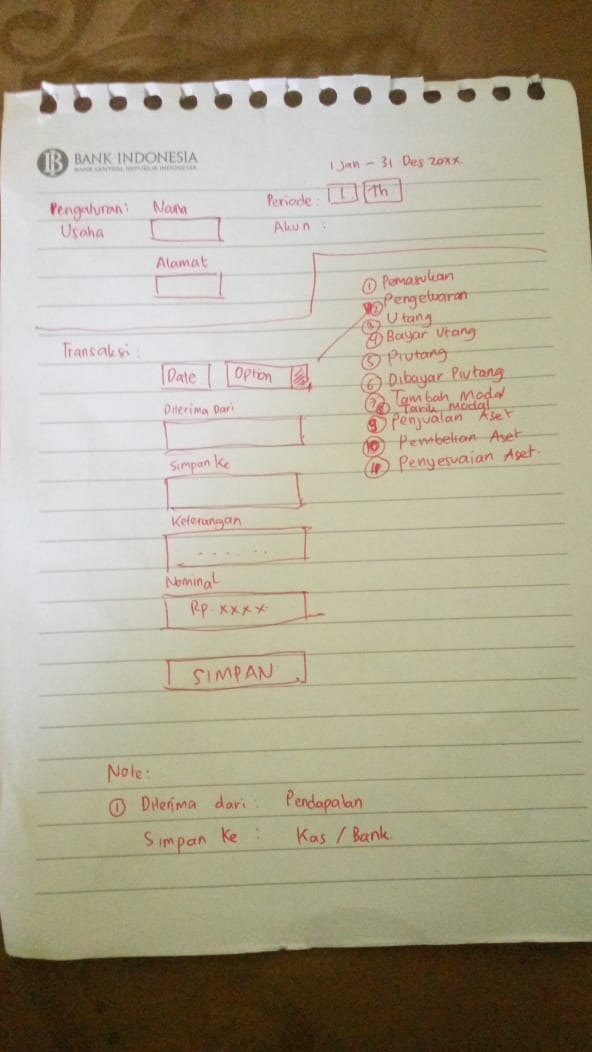 BANK INDONESIA
BANK SENTRAL REPUBLIK INDONESIA
1 Jan - 31 Des 20xx
Pengaturan: Nama Periode: 1 Th
Usaha Akun :
Alamat
Transaksi :
Date Option
① Pemasukan
② Pengeluaran
③ Utang
④ Bayar Utang
⑤ Piutang
⑥ Dibayar Piutang
⑦ Tambah Modal
⑧ Tarik Modal
⑨ Penjualan Aset
⑩ Pembelian Aset
⑪ Penyesuaian Aset.
Diterima Dari
Simpan Ke
Keterangan
. . . . . .
Nominal
Rp. xxxx.
SIMPAN
Note:
① Diterima dari : Pendapatan
Simpan Ke : Kas / Bank.